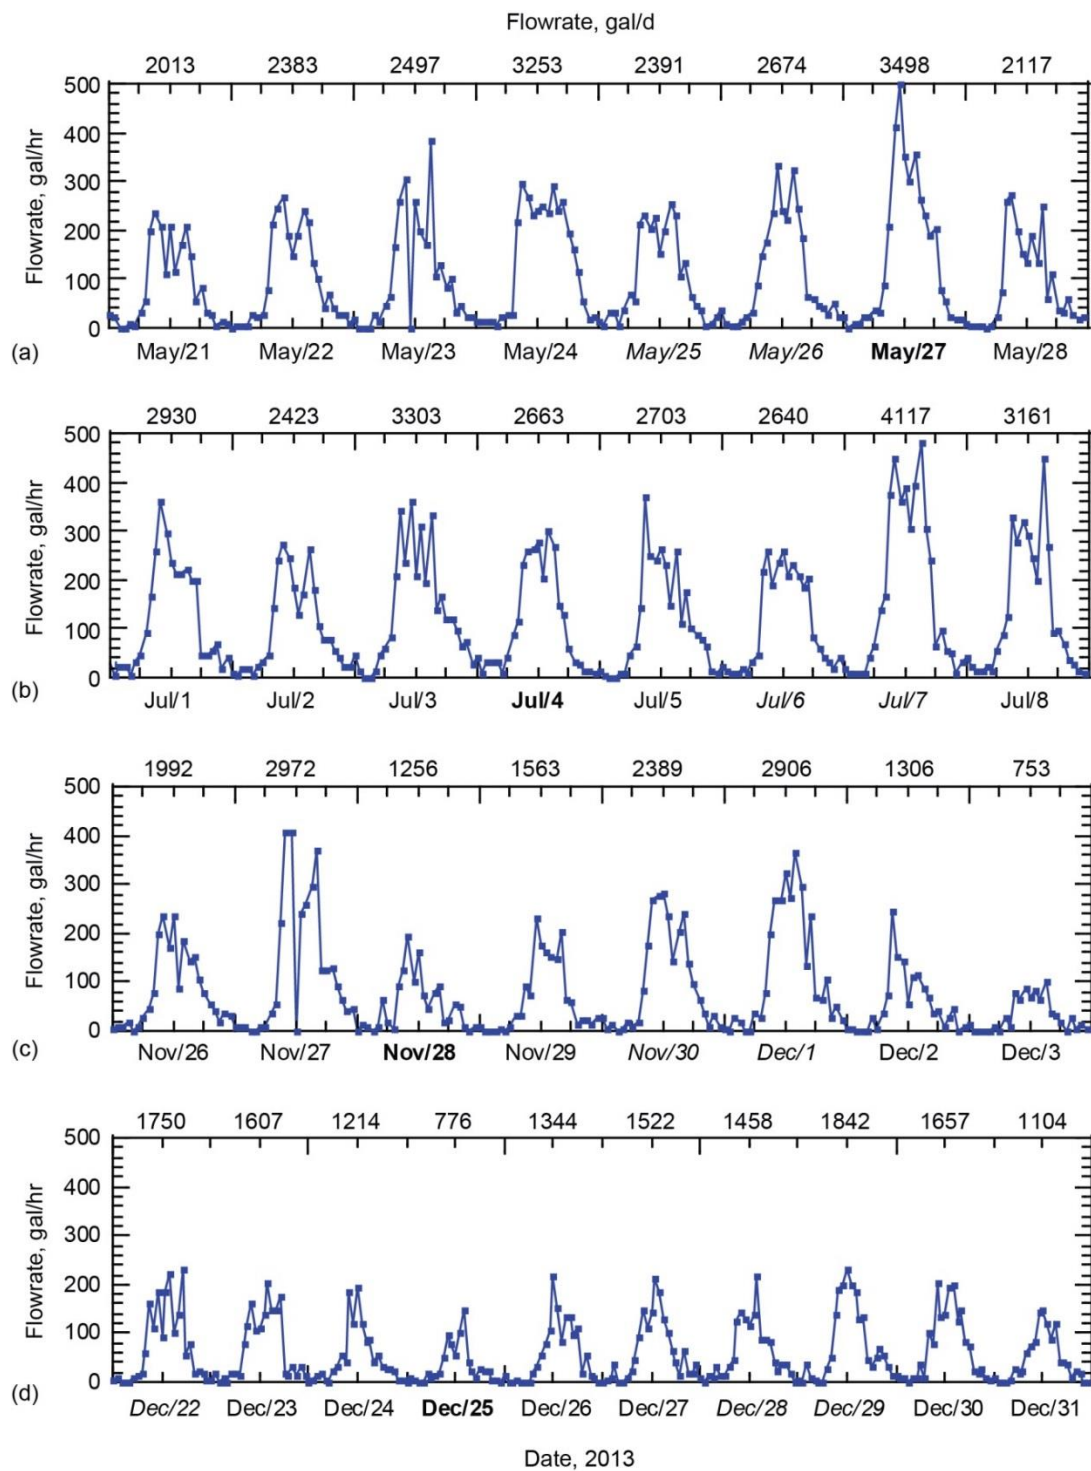 Flowrate, gal/d
2013 2383 2497 3253 2391 2674 3498 2117
500
400
300
200
100
0
Flowrate, gal/hr
(a)
May/21 May/22 May/23 May/24 May/25 May/26 May/27 May/28
2930 2423 3303 2663 2703 2640 4117 3161
500
400
300
200
100
0
Flowrate, gal/hr
(b)
Jul/1 Jul/2 Jul/3 Jul/4 Jul/5 Jul/6 Jul/7 Jul/8
1992 2972 1256 1563 2389 2906 1306 753
500
400
300
200
100
0
Flowrate, gal/hr
(c)
Nov/26 Nov/27 Nov/28 Nov/29 Nov/30 Dec/1 Dec/2 Dec/3
1750 1607 1214 776 1344 1522 1458 1842 1657 1104
500
400
300
200
100
0
Flowrate, gal/hr
(d)
Dec/22 Dec/23 Dec/24 Dec/25 Dec/26 Dec/27 Dec/28 Dec/29 Dec/30 Dec/31
Date, 2013